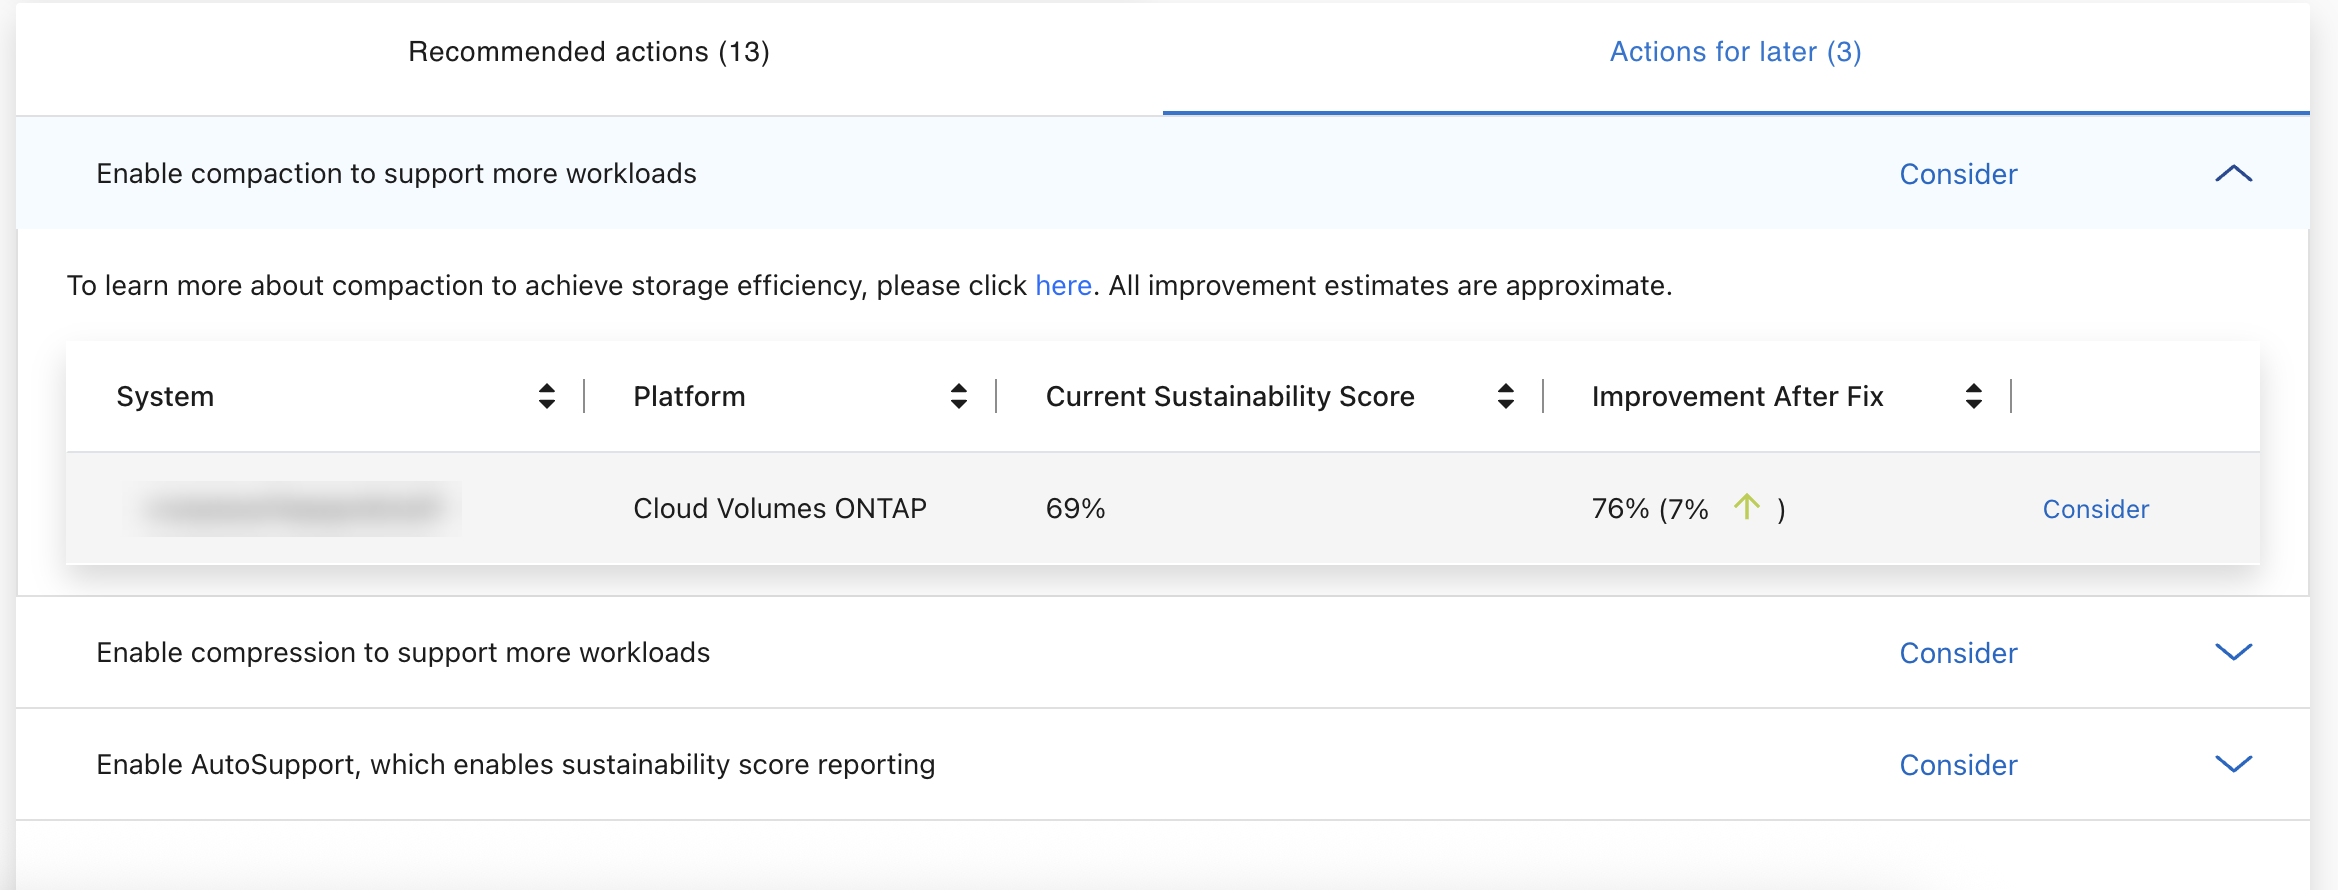 Recommended actions (13)
Actions for later (3)
Enable compaction to support more workloads
Consider
To learn more about compaction to achieve storage efficiency, please click here. All improvement estimates are approximate.
System
Platform
Current Sustainability Score
Improvement After Fix
Cloud Volumes ONTAP
69%
76% (7% ↑ )
Consider
Enable compression to support more workloads
Consider
Enable AutoSupport, which enables sustainability score reporting
Consider